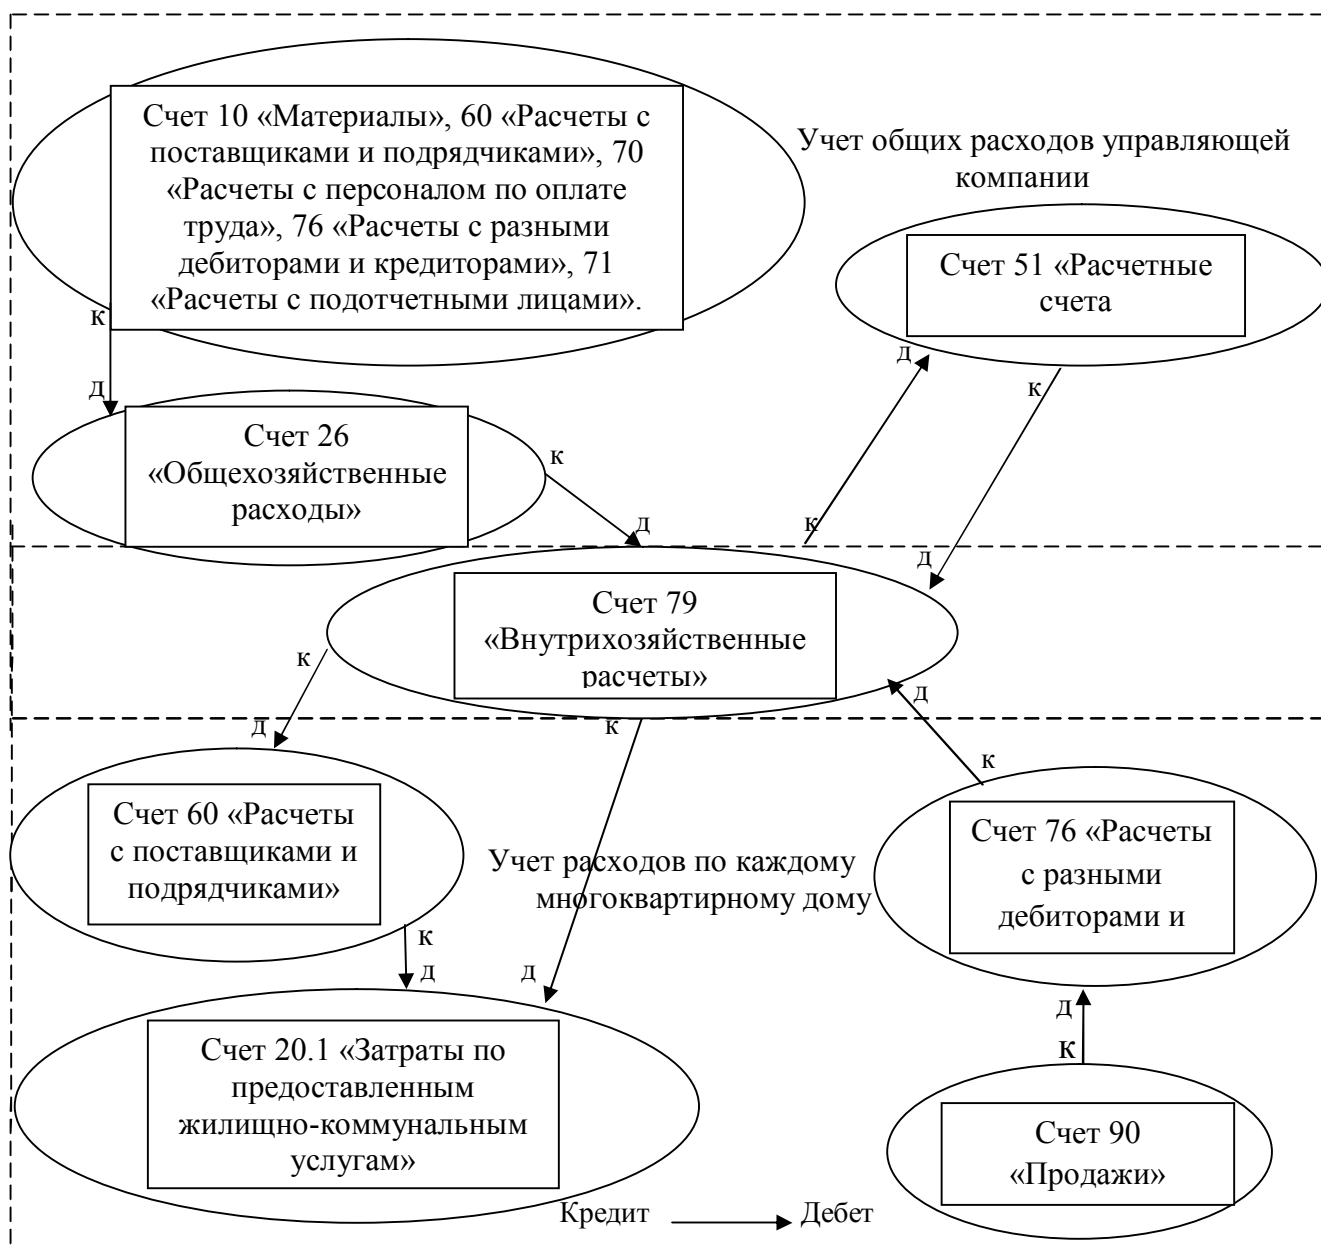 Счет 10 «Материалы», 60 «Расчеты с
поставщиками и подрядчиками», 70
«Расчеты с персоналом по оплате
труда», 76 «Расчеты с разными
дебиторами и кредиторами», 71
«Расчеты с подотчетными лицами».
Учет общих расходов управляющей
компании
Счет 51 «Расчетные
счета
к
д
д
к
Счет 26
«Общехозяйственные
расходы»
к
д
к
д
Счет 79
«Внутрихозяйственные
расчеты»
к
д
д
к
к
Счет 60 «Расчеты
с поставщиками и
подрядчиками»
Учет расходов по каждому
многоквартирному дому
Счет 76 «Расчеты
с разными
дебиторами и
к
д
д
д
к
Счет 20.1 «Затраты по
предоставленным
жилищно-коммунальным
услугам»
Счет 90
«Продажи»
Кредит
Дебет